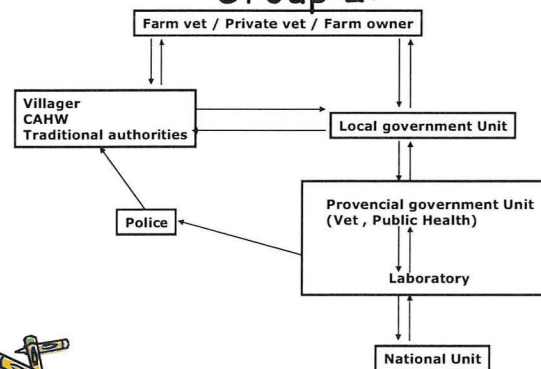 Farm vet / Private vet / Farm owner
Villager
CAHW
Traditional authorities
Local government Unit
Provencial government Unit
(Vet , Public Health)
Police
Laboratory
National Unit